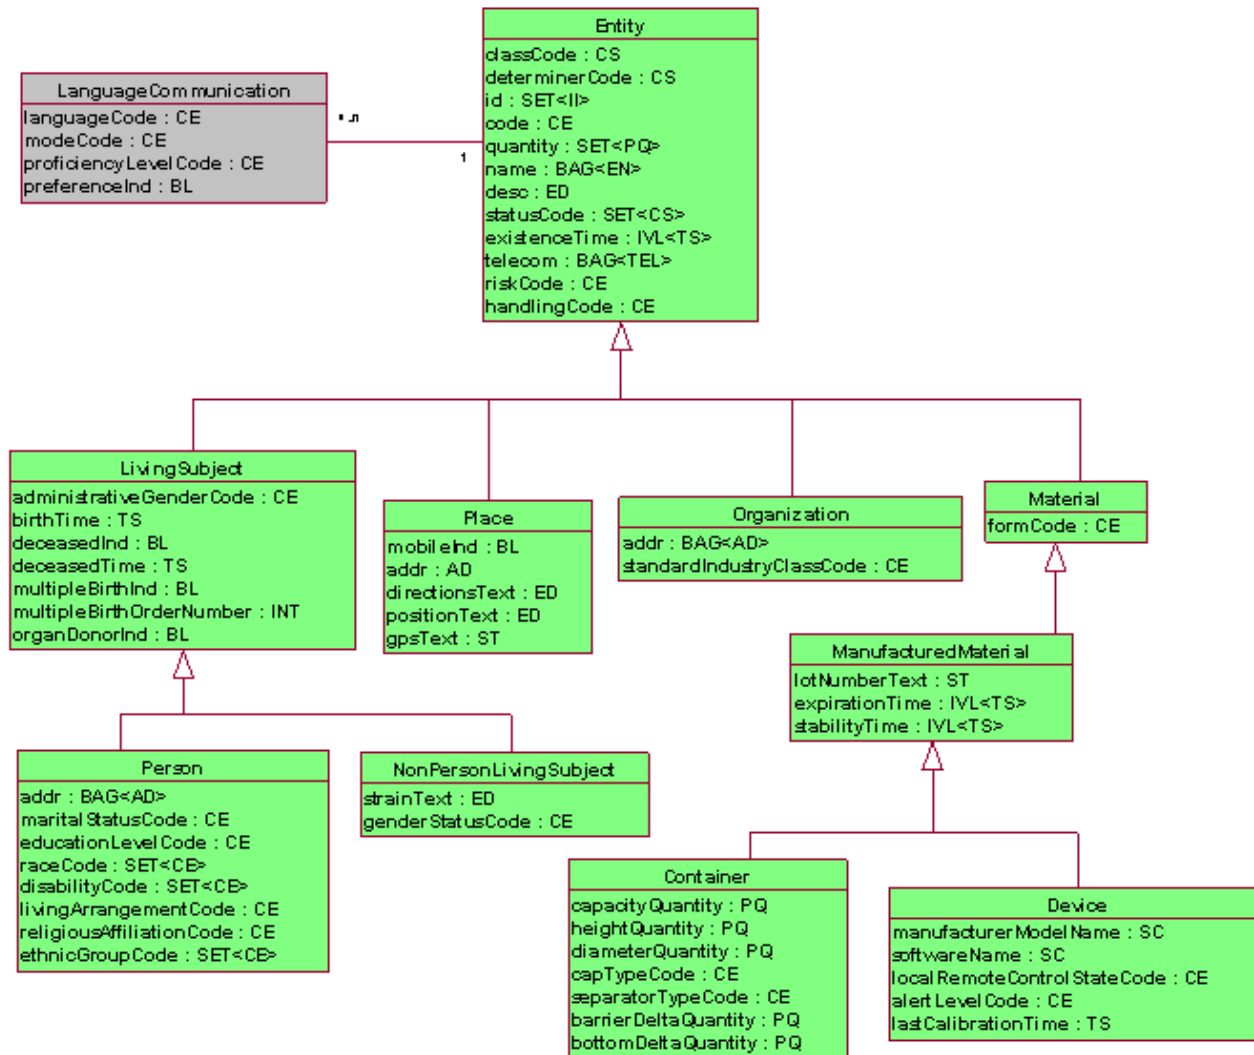 Entity
classCode : CS
determinerCode : CS
id : SET<II>
code : CE
quantity : SET<PQ>
name : BAG<EN>
desc : ED
statusCode : SET<CS>
existenceTime : IVL<TS>
telecom : BAG<TEL>
riskCode : CE
handlingCode : CE
LanguageCommunication
languageCode : CE
modeCode : CE
proficiencyLevelCode : CE
preferenceInd : BL
1
LivingSubject
administrativeGenderCode : CE
birthTime : TS
deceasedInd : BL
deceasedTime : TS
multipleBirthInd : BL
multipleBirthOrderNumber : INT
organDonorInd : BL
Place
mobileInd : BL
addr : AD
directionsText : ED
positionText : ED
gpsText : ST
Organization
addr : BAG<AD>
standardIndustryClassCode : CE
Material
formCode : CE
ManufacturedMaterial
lotNumberText : ST
expirationTime : IVL<TS>
stabilityTime : IVL<TS>
Person
addr : BAG<AD>
maritalStatusCode : CE
educationLevelCode : CE
raceCode : SET<CE>
disabilityCode : SET<CE>
livingArrangementCode : CE
religiousAffiliationCode : CE
ethnicGroupCode : SET<CE>
NonPersonLivingSubject
strainText : ED
genderStatusCode : CE
Container
capacityQuantity : PQ
heightQuantity : PQ
diameterQuantity : PQ
capTypeCode : CE
separatorTypeCode : CE
barrierDeltaQuantity : PQ
bottomDeltaQuantity : PQ
Device
manufacturerModelName : SC
softwareName : SC
localRemoteControlStateCode : CE
alertLevelCode : CE
lastCalibrationTime : TS